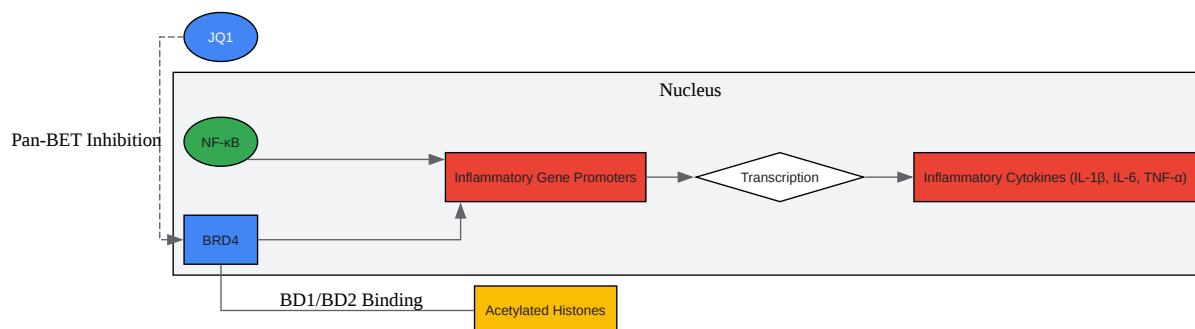 JQ1
Nucleus
NF-κB
Pan-BET Inhibition
Inflammatory Gene Promoters
Transcription
Inflammatory Cytokines (IL-1β, IL-6, TNF-α)
BRD4
BD1/BD2 Binding
Acetylated Histones